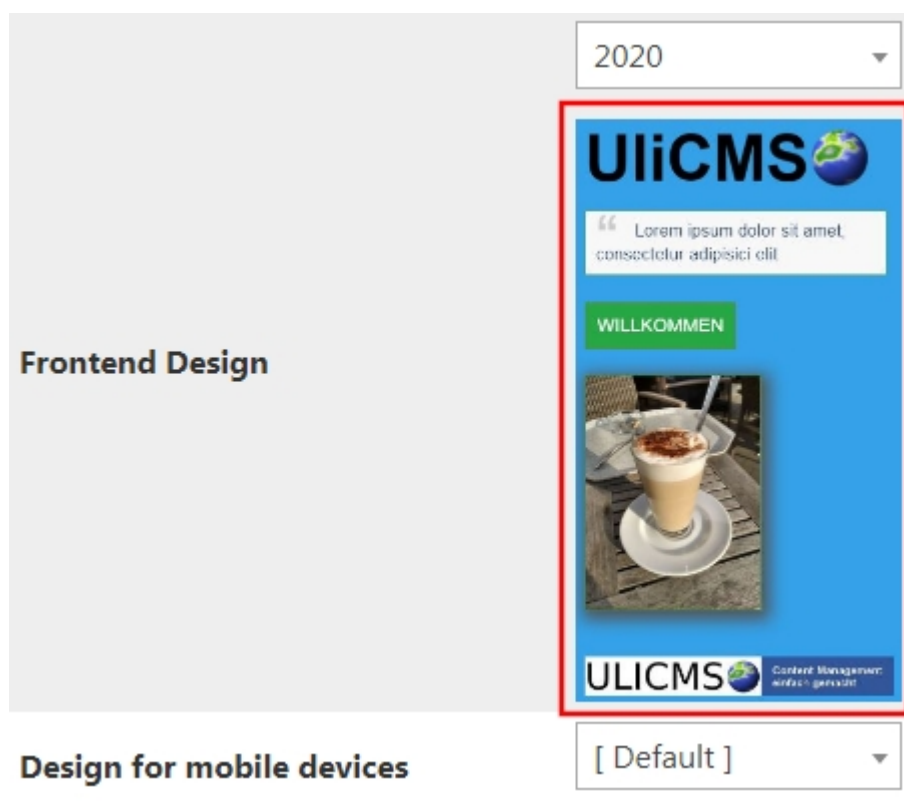 2020
UliCMS
“ Lorem ipsum dolor sit amet,
consectetur adipisici elit
WILLKOMMEN
Frontend Design
ULICMS
Content Management
einfach gemacht
Design for mobile devices
[ Default ]